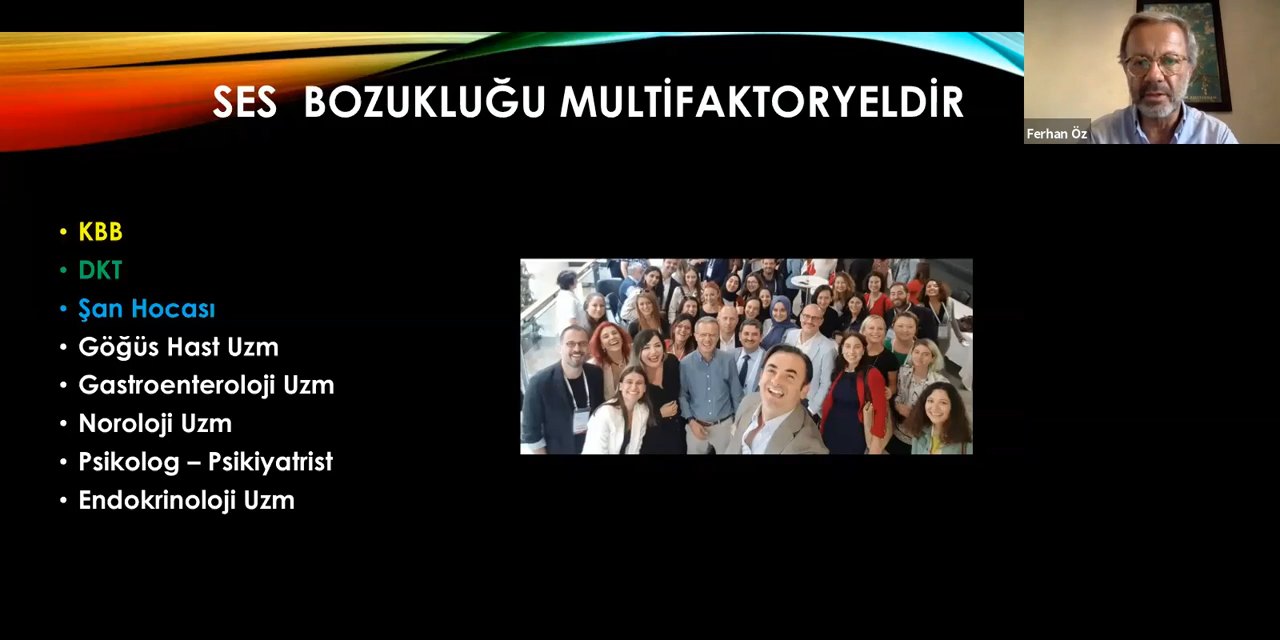 SES BOZUKLUĞU MULTİFAKTORYELDİR
Ferhan Öz
• KBB
• DKT
• Şan Hocası
• Göğüs Hast Uzm
• Gastroenteroloji Uzm
• Noroloji Uzm
• Psikolog – Psikiyatrist
• Endokrinoloji Uzm